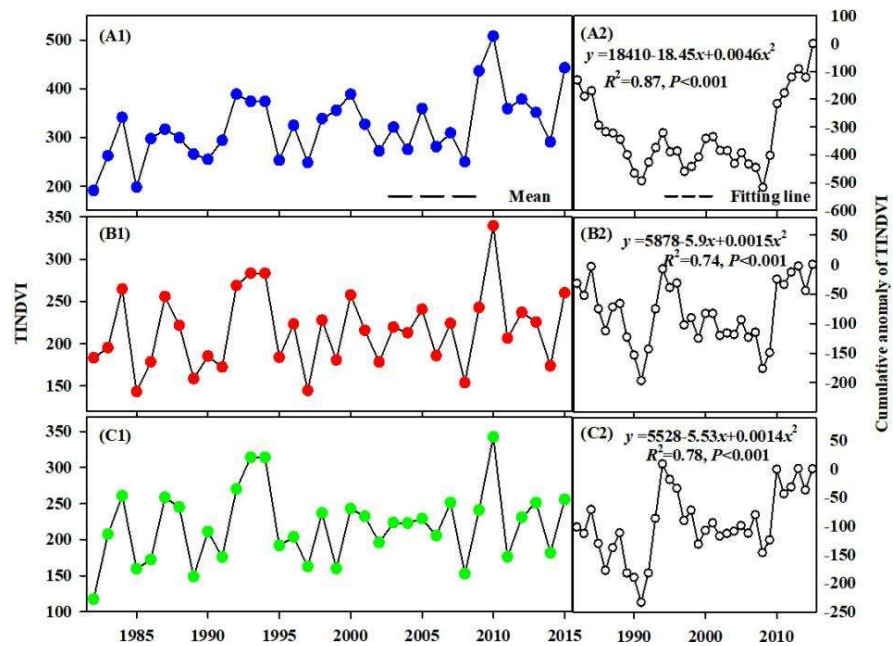 (A1)
500
400
300
200
Mean
(A2)
y =18410-18.45x+0.0046x²
R²=0.87, P<0.001
Fitting line
100
0
-100
-200
-300
-400
-500
-600
(B1)
350
300
250
200
150
(B2)
y =5878-5.9x+0.0015x²
R²=0.74, P<0.001
50
0
-50
-100
-150
-200
(C1)
350
300
250
200
150
100
(C2)
y =5528-5.53x+0.0014x²
R²=0.78, P<0.001
50
0
-50
-100
-150
-200
-250
1985 1990 1995 2000 2005 2010 2015
1990 2000 2010
TINDVI
Cumulative anomaly of TINDVI